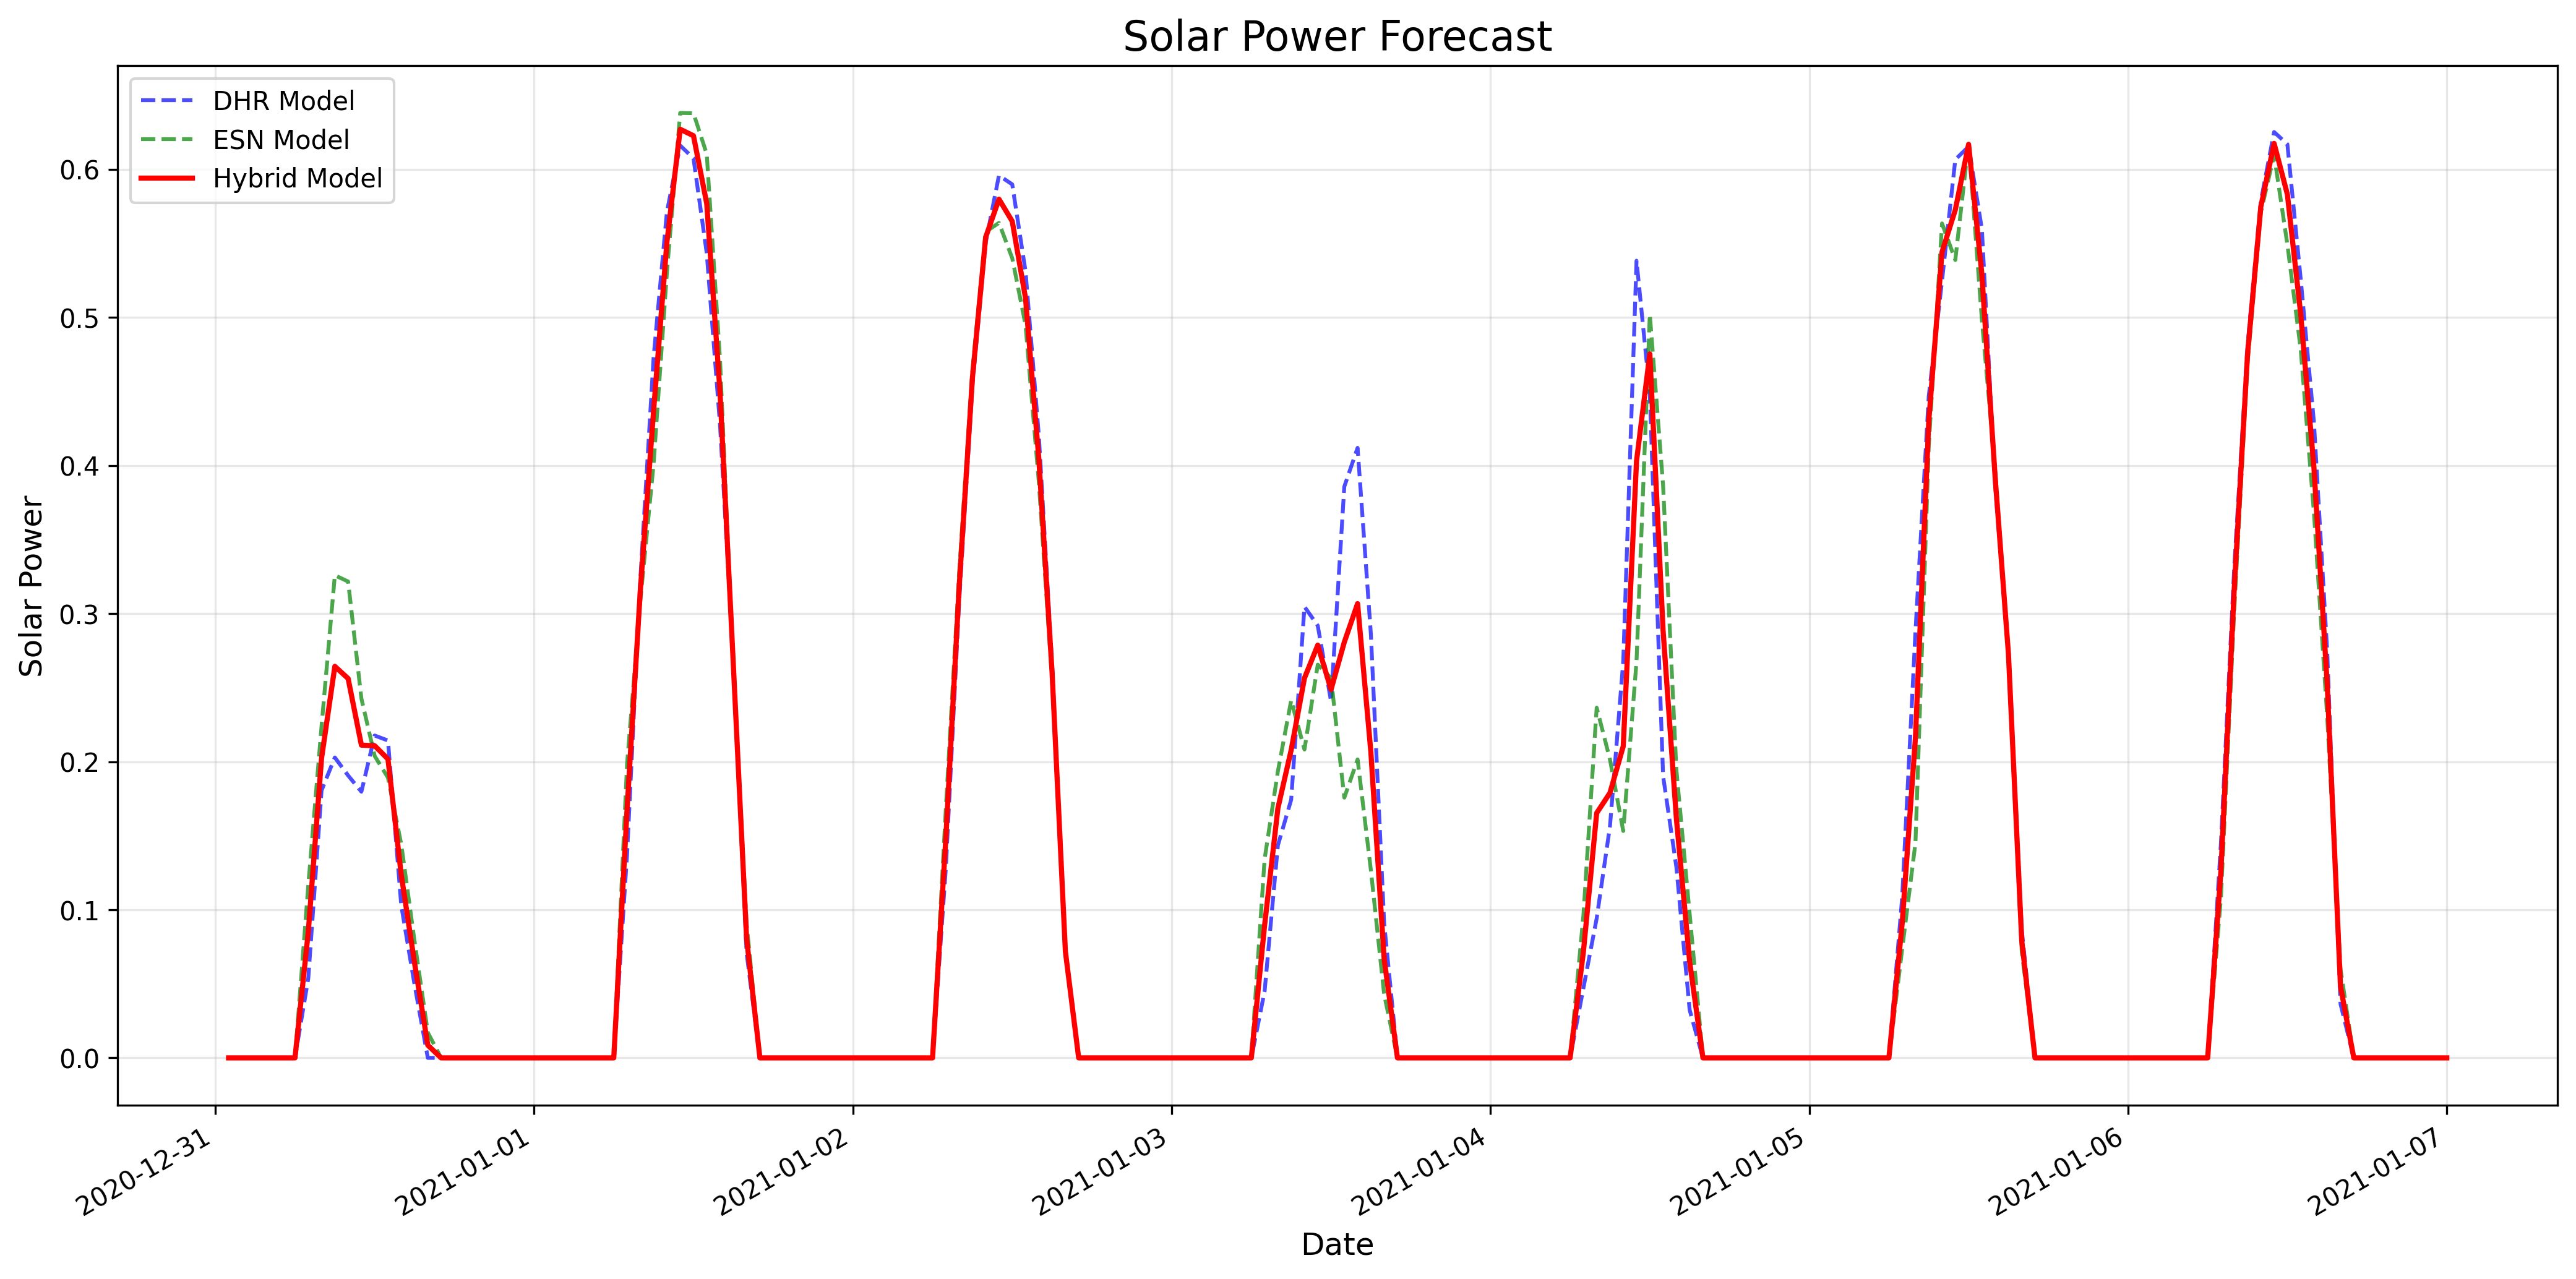 Solar Power Forecast
DHR Model
ESN Model
Hybrid Model
Solar Power
0.6
0.5
0.4
0.3
0.2
0.1
0.0
2020-12-31
2021-01-01
2021-01-02
2021-01-03
2021-01-04
2021-01-05
2021-01-06
2021-01-07
Date